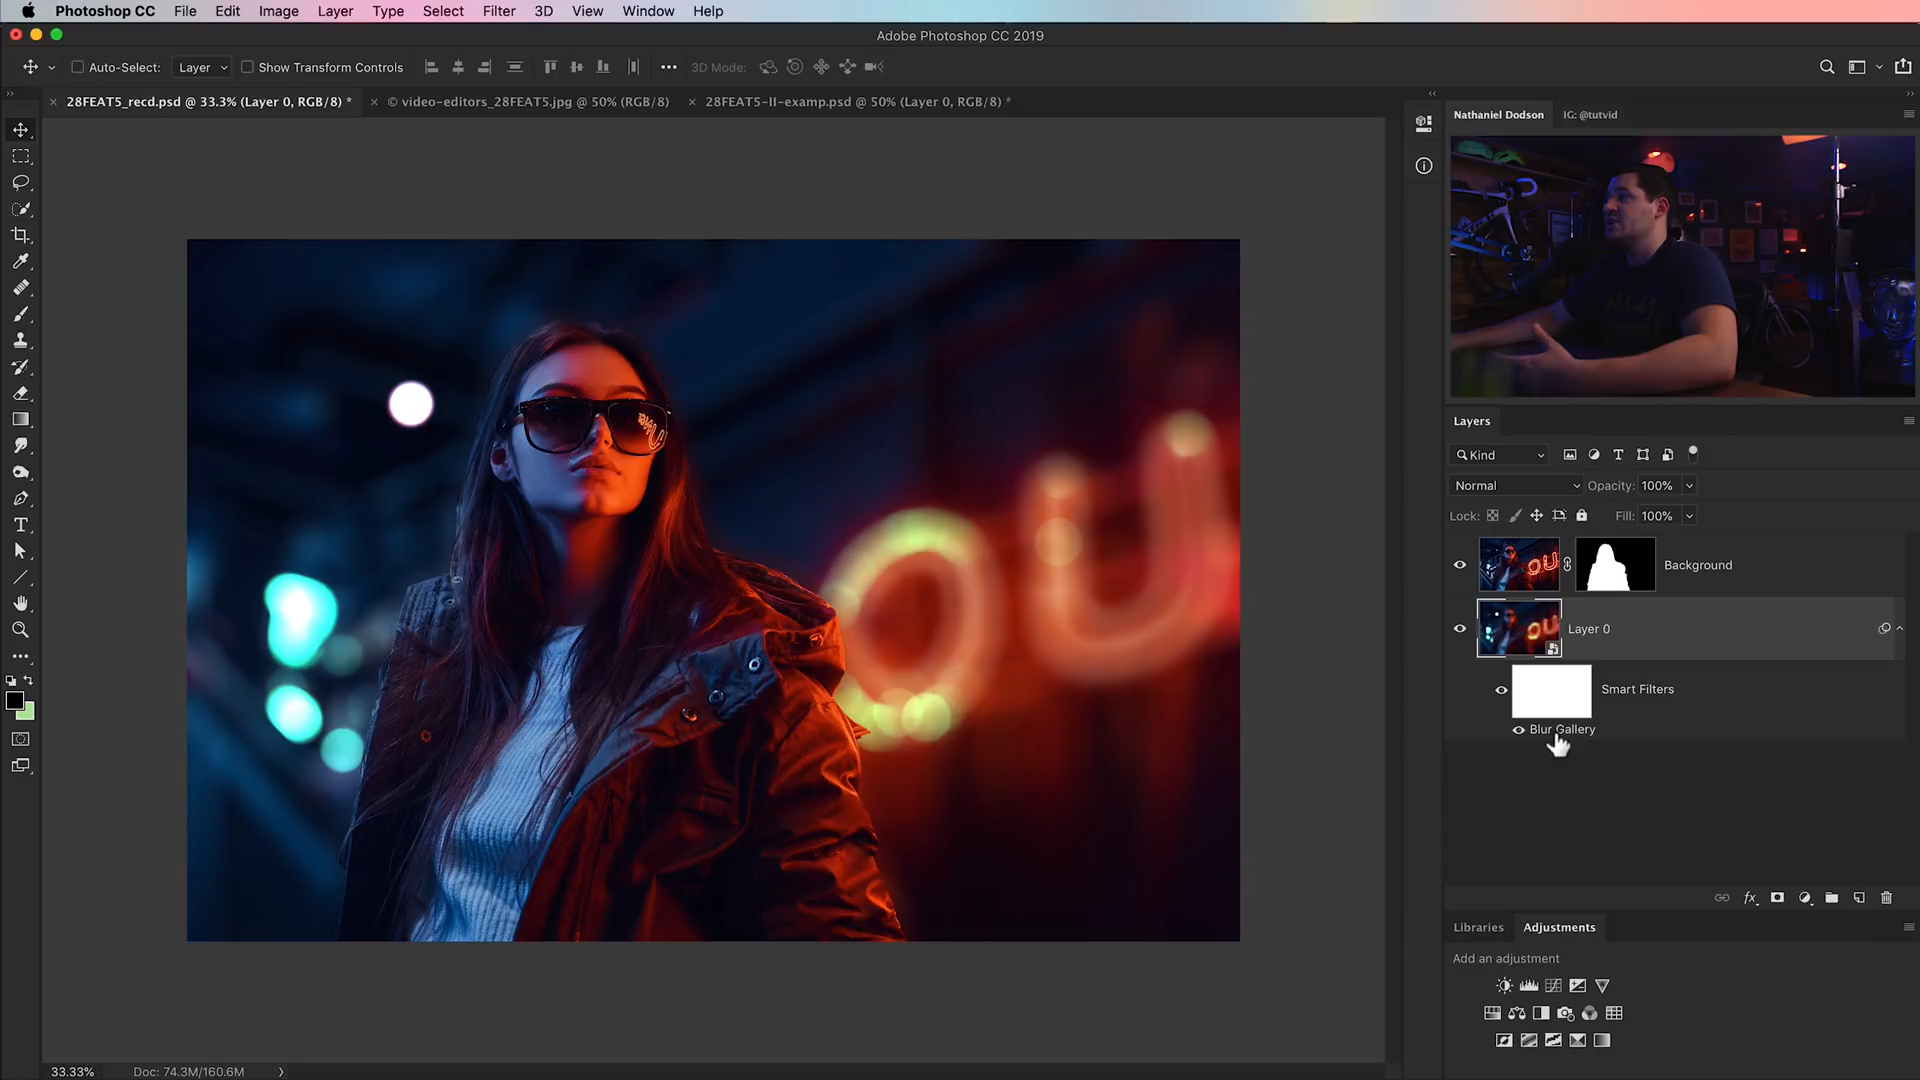 Photoshop CC File Edit Image Layer Type Select Filter 3D View Window Help
Adobe Photoshop CC 2019
Auto-Select: Layer Show Transform Controls 3D Mode:
28FEAT5_recd.psd @ 33.3% (Layer 0, RGB/8) * © video-editors_28FEAT5.jpg @ 50% (RGB/8) 28FEAT5-II-examp.psd @ 50% (Layer 0, RGB/8) *
Nathaniel Dodson IG: @tutvid
OU
Layers
Kind
Normal Opacity: 100%
Lock: Fill: 100%
Background
Layer 0
Smart Filters
Blur Gallery
Libraries Adjustments
Add an adjustment
33.33% Doc: 74.3M/160.6M